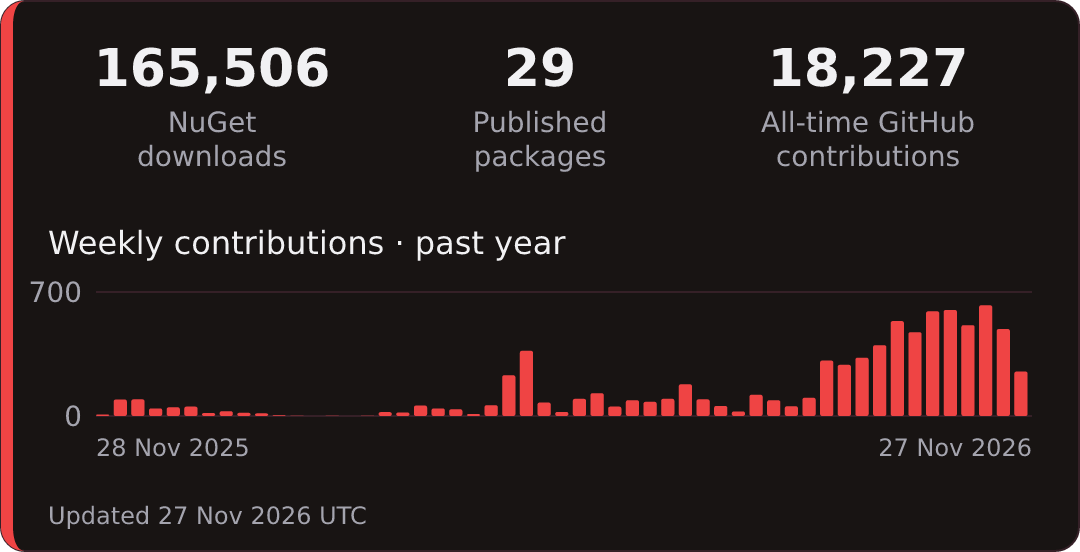 165,506
29
18,227
NuGet
downloads
Published
packages
All-time GitHub
contributions
Weekly contributions · past year
700
0
28 Nov 2025
27 Nov 2026
Updated 27 Nov 2026 UTC